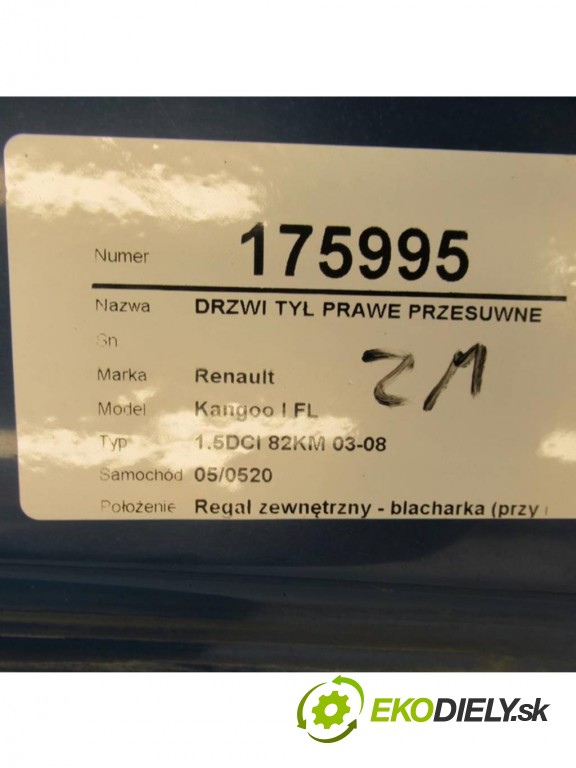 Numer 175995
Nazwa DRZWI TYŁ PRAWE PRZESUWNE
Sn
Marka Renault
Model Kangoo I FL
Typ 1.5DCI 82KM 03-08
Samochód 05/0520
Położenie Regał zewnętrzny - blacharka (przy
EKODIELY.sk